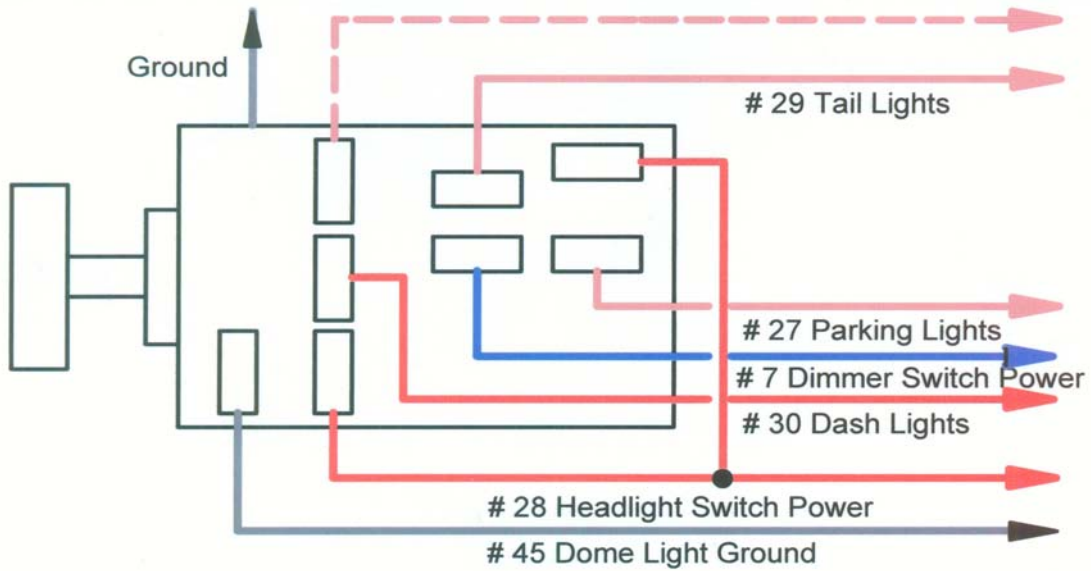 Ground
# 29 Tail Lights
# 27 Parking Lights
# 7 Dimmer Switch Power
# 30 Dash Lights
# 28 Headlight Switch Power
# 45 Dome Light Ground